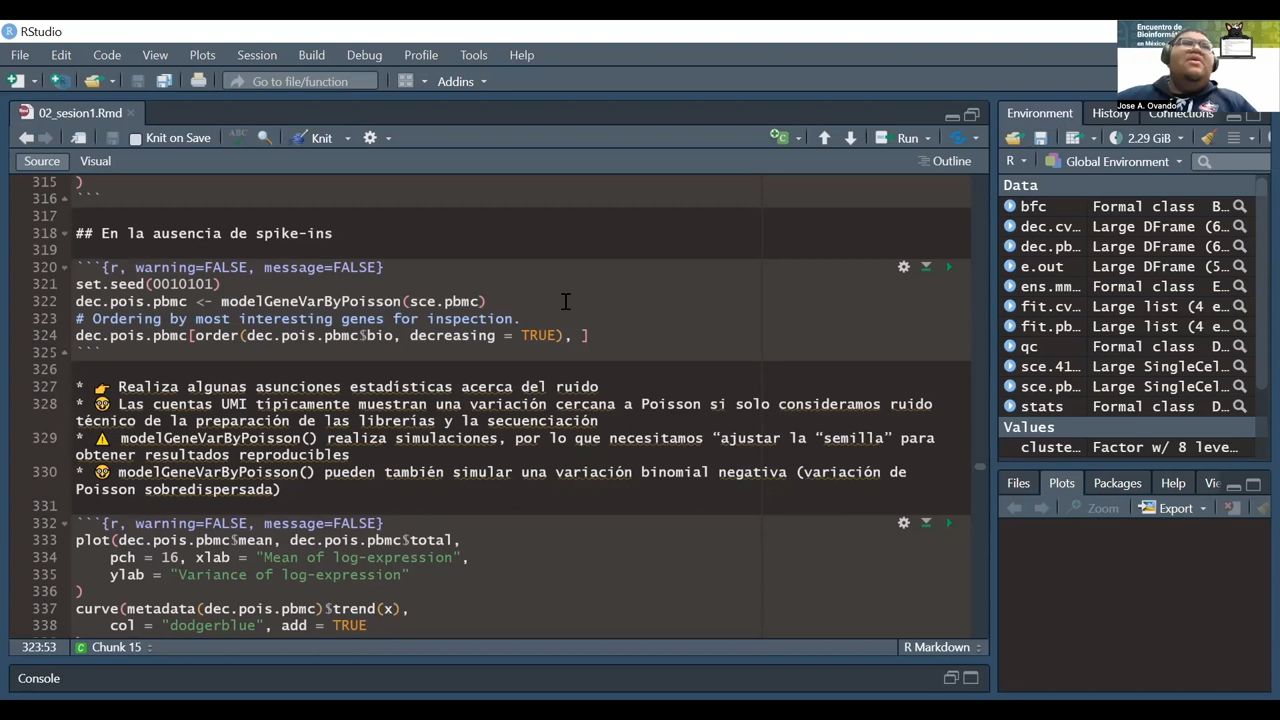 RStudio
File Edit Code View Plots Session Build Debug Profile Tools Help
Go to file/function
Addins
Encuentro de
Bioinformát
en México
Jose A. Ovando
02_sesion1.Rmd
Knit on Save
ABC
Knit
Run
Source Visual
Outline
315 )
316 ```
317
318 ## En la ausencia de spike-ins
319
320 ```{r, warning=FALSE, message=FALSE}
321 set.seed(0010101)
322 dec.pois.pbmc <- modelGeneVarByPoisson(sce.pbmc)
323 # Ordering by most interesting genes for inspection.
324 dec.pois.pbmc[order(dec.pois.pbmc$bio, decreasing = TRUE), ]
325 ```
326
327 * 👉 Realiza algunas asunciones estadísticas acerca del ruido
328 * 🤓 Las cuentas UMI típicamente muestran una variación cercana a Poisson si solo consideramos ruido
técnico de la preparación de las librerías y la secuenciación
329 * ⚠️ modelGeneVarByPoisson() realiza simulaciones, por lo que necesitamos “ajustar la “semilla” para
obtener resultados reproducibles
330 * 🤓 modelGeneVarByPoisson() pueden también simular una variación binomial negativa (variación de
Poisson sobredispersada)
331
332 ```{r, warning=FALSE, message=FALSE}
333 plot(dec.pois.pbmc$mean, dec.pois.pbmc$total,
334 pch = 16, xlab = "Mean of log-expression",
335 ylab = "Variance of log-expression"
336 )
337 curve(metadata(dec.pois.pbmc)$trend(x),
338 col = "dodgerblue", add = TRUE
323:53 Chunk 15 R Markdown
Console
Environment History Connections
2.29 GiB
R Global Environment
Data
bfc Formal class B…
dec.cv… Large DFrame (6…
dec.pb… Large DFrame (6…
e.out Large DFrame (5…
ens.mm… Formal class D…
fit.cv… Large list (4 e…
fit.pb… Large list (4 e…
qc Formal class D…
sce.41… Large SingleCel…
sce.pb… Large SingleCel…
stats Formal class D…
Values
cluste… Factor w/ 8 leve…
Files Plots Packages Help Vi
Zoom Export